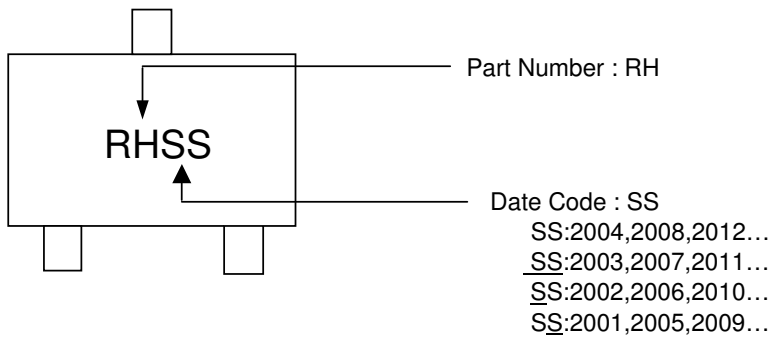 Part Number : RH
RHSS
Date Code : SS
SS:2004,2008,2012…
SS:2003,2007,2011…
SS:2002,2006,2010…
SS:2001,2005,2009…